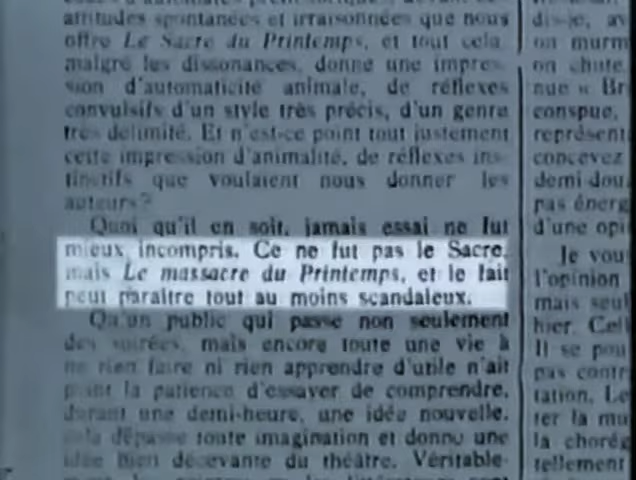 attitudes spontanées et irraisonnées que nous
offre Le Sacre du Printemps, et tout cela,
malgré les dissonances, donne une impres-
sion d'automaticité animale, de réflexes
convulsifs d'un style très précis, d'un genre
très délimité. Et n'est-ce point tout justement
cette impression d'animalité, de réflexes ins-
tinctifs que voulaient nous donner les
auteurs ?
Quoi qu'il en soit, jamais essai ne fut
mieux incompris. Ce ne fut pas le Sacre,
mais Le massacre du Printemps, et le fait
peut paraître tout au moins scandaleux.
Qu'un public qui passe non seulement
des soirées, mais encore toute une vie à
ne rien faire ni rien apprendre d'utile n'ait
point la patience d'essayer de comprendre,
durant une demi-heure, une idée nouvelle,
cela dépasse toute imagination et donne une
idée bien décevante du théâtre. Véritable-
dis-je, av
on murm
on chute
nue « Br
conspue,
représent
concevez
demi-dou
pas énerg
d'une opi
Je vou
l'opinion
mais seul
hier. Cel
Il se pou
pas contr
tation. Le
ter la mu
la chorég
tellement